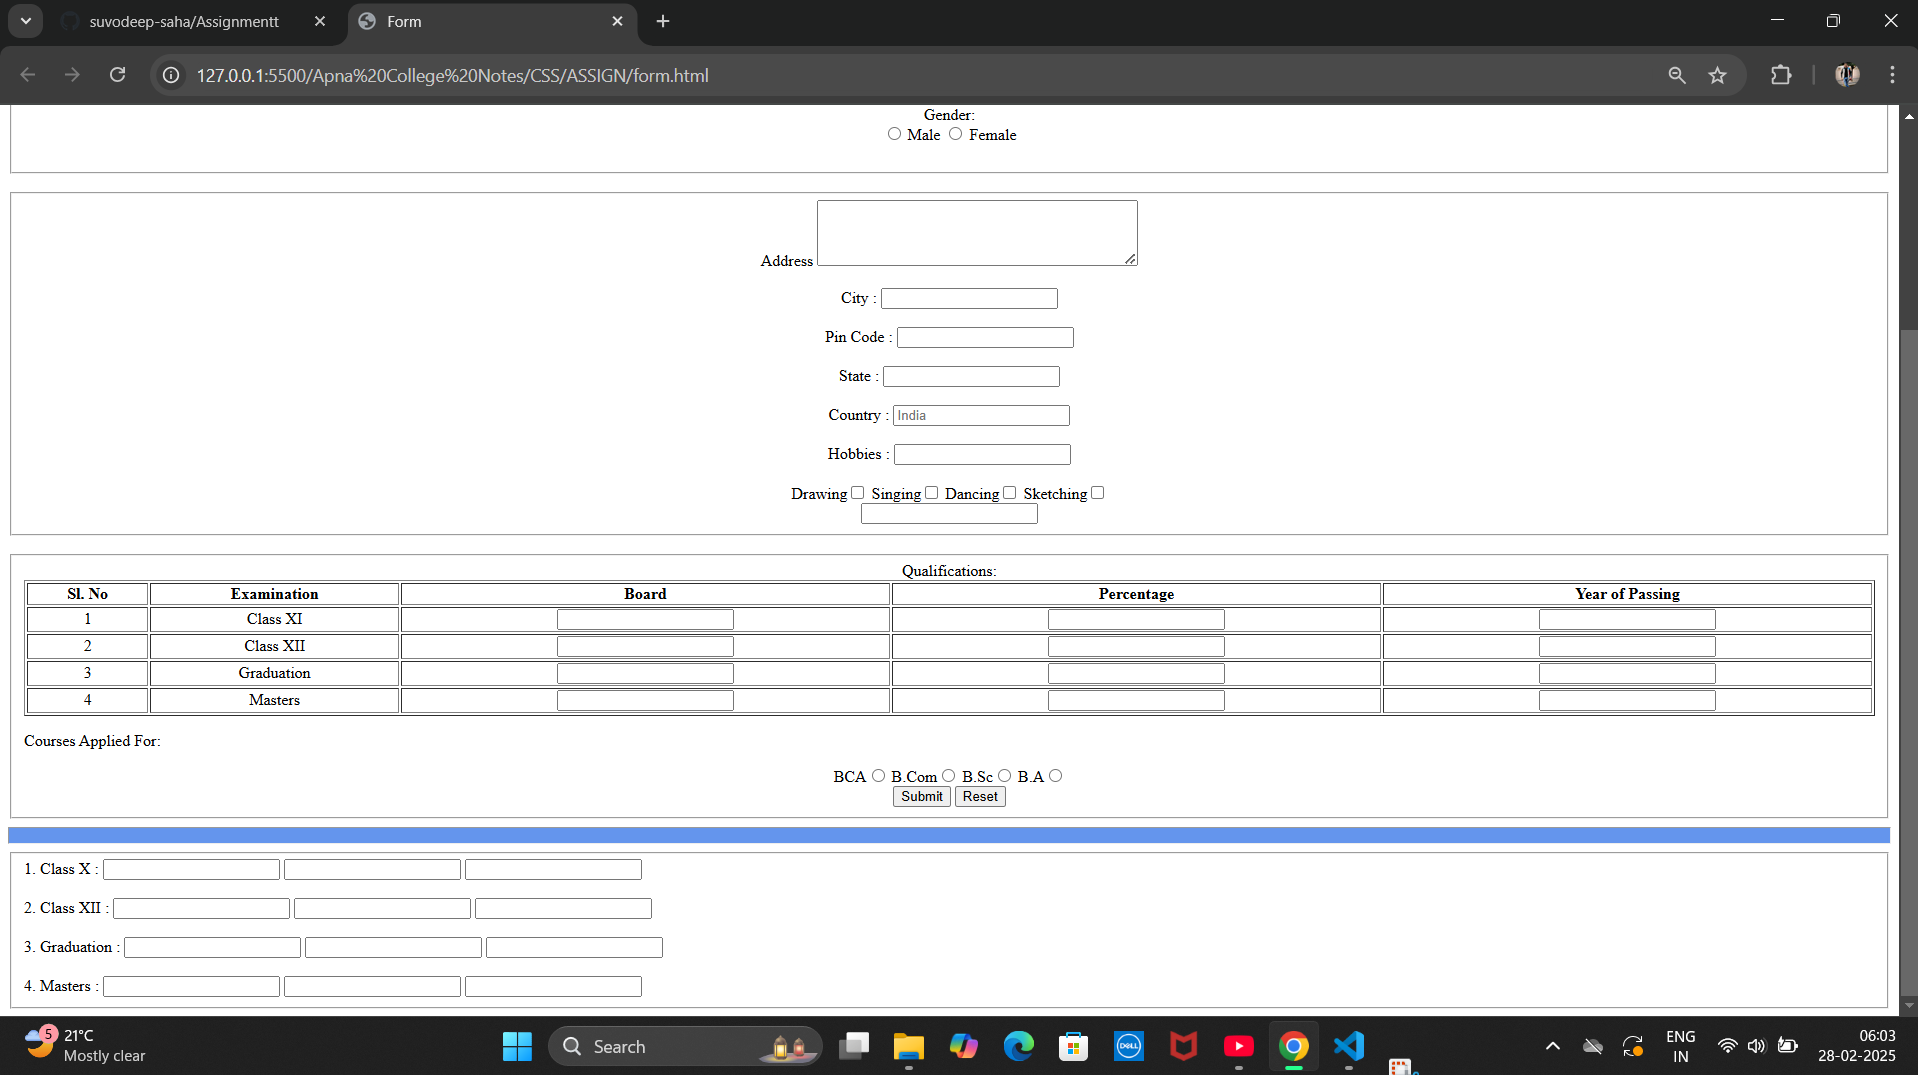 suvodeep-saha/Assignmentt
Form
127.0.0.1:5500/Apna%20College%20Notes/CSS/ASSIGN/form.html
Gender:
Male Female
Address
City :
Pin Code :
State :
Country : India
Hobbies :
Drawing Singing Dancing Sketching
Qualifications:
Sl. No Examination Board Percentage Year of Passing
1 Class XI
2 Class XII
3 Graduation
4 Masters
Courses Applied For:
BCA B.Com B.Sc B.A
Submit Reset
1. Class X :
2. Class XII :
3. Graduation :
4. Masters :
5
21°C
Mostly clear
Search
DELL
ENG
IN
06:03
28-02-2025